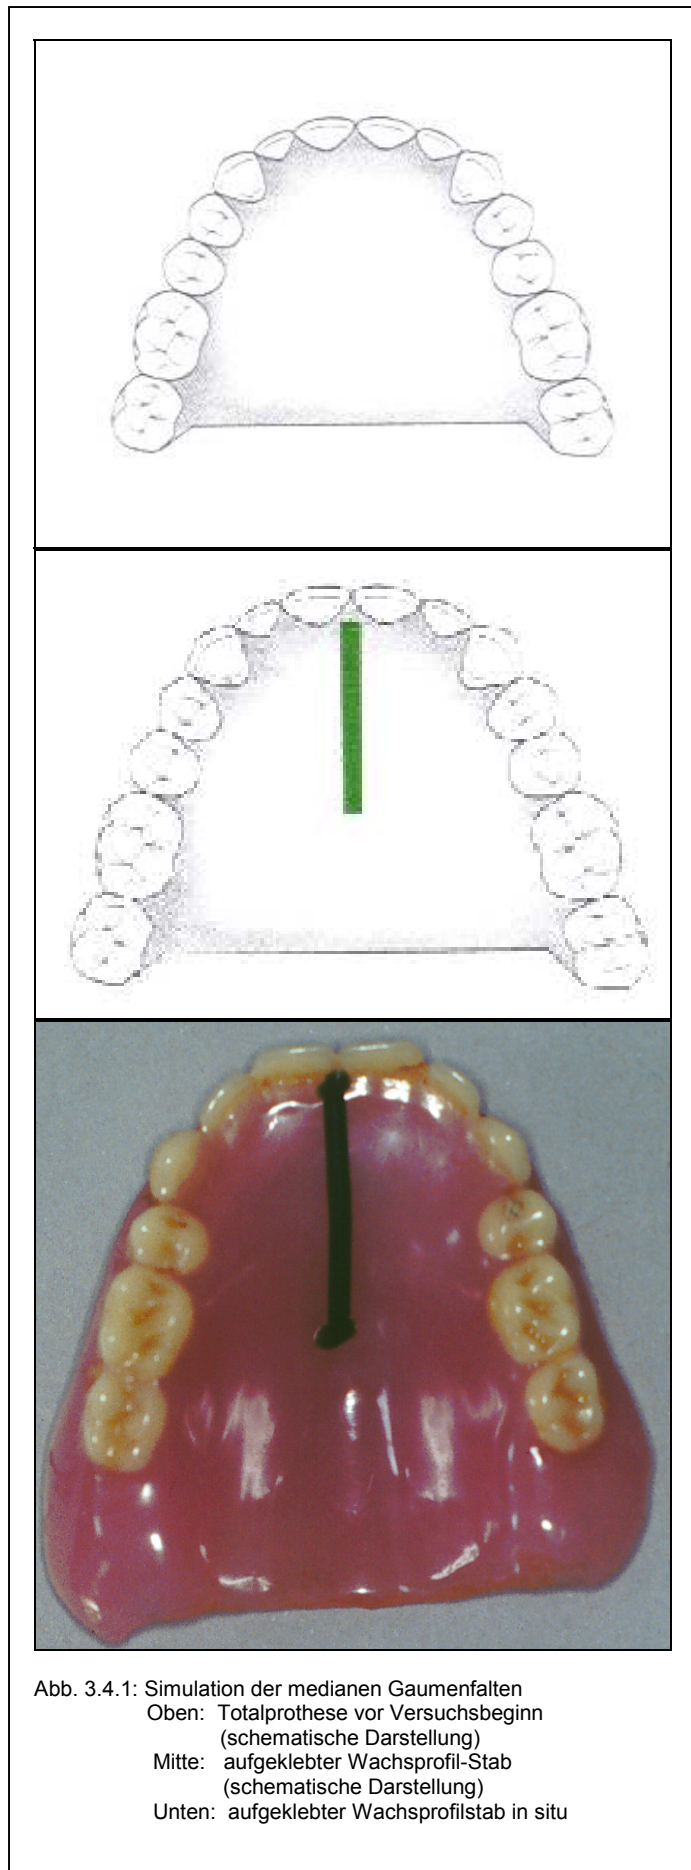 Abb. 3.4.1: Simulation der medianen Gaumenfalten
Oben: Totalprothese vor Versuchsbeginn
(schematische Darstellung)
Mitte: aufgeklebter Wachsprofil-Stab
(schematische Darstellung)
Unten: aufgeklebter Wachsprofilstab in situ